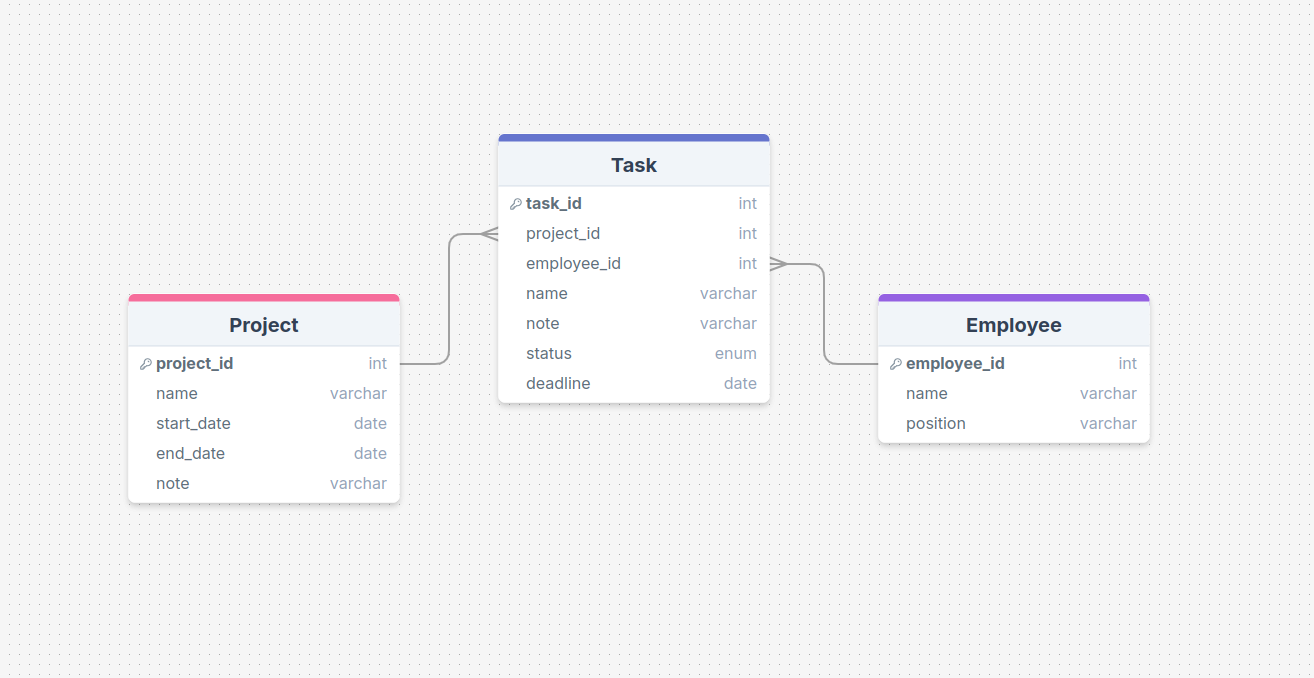 Task
task_id int
project_id int
employee_id int
name varchar
note varchar
status enum
deadline date
Project
project_id int
name varchar
start_date date
end_date date
note varchar
Employee
employee_id int
name varchar
position varchar